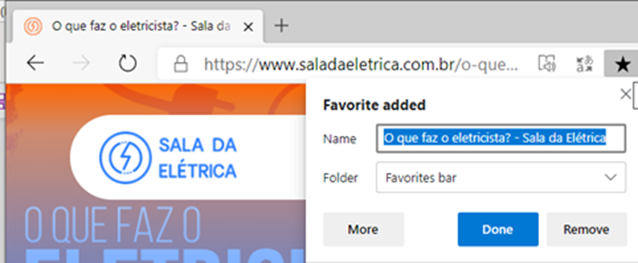 O que faz o eletricista? - Sala da
https://www.saladaeletrica.com.br/o-que...
Favorite added
Name O que faz o eletricista? - Sala da Elétrica
Folder Favorites bar
More Done Remove
SALA DA
ELÉTRICA
O QUE FAZ O